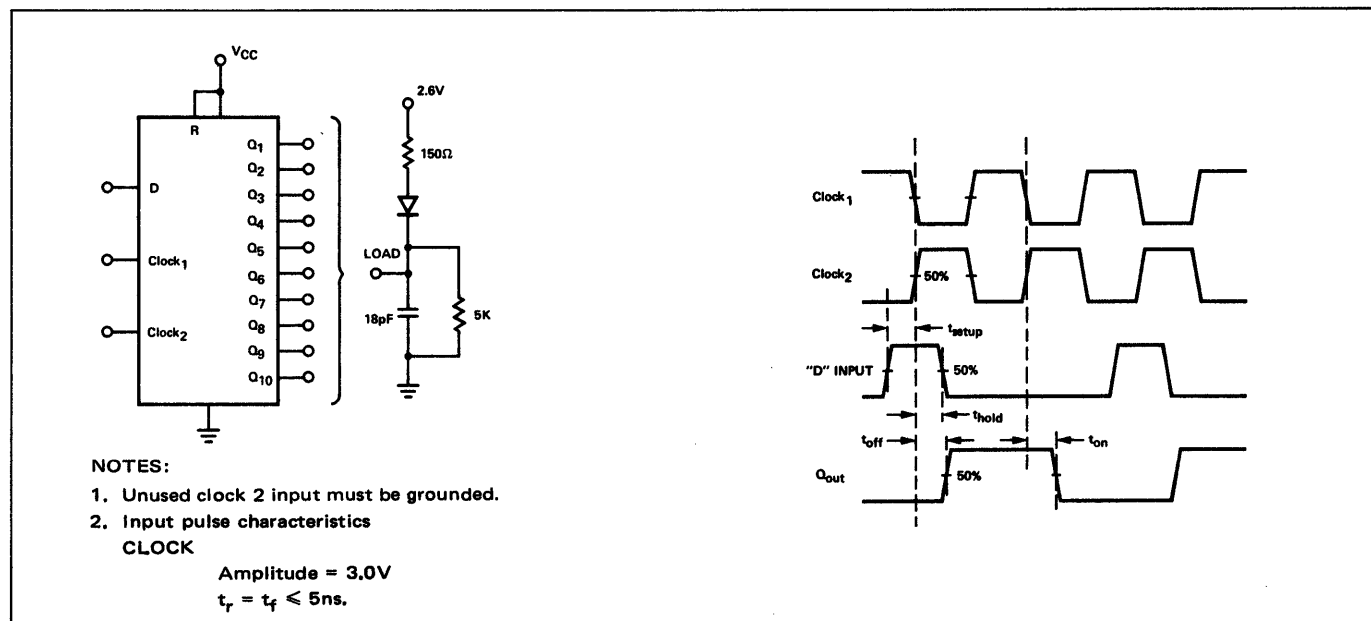 VCC
R
D
Clock1
Clock2
Q1
Q2
Q3
Q4
Q5
Q6
Q7
Q8
Q9
Q10
2.6V
150Ω
LOAD
18pF
5K
NOTES:
1. Unused clock 2 input must be grounded.
2. Input pulse characteristics
CLOCK
Amplitude = 3.0V
tr = tf ⩽ 5ns.
Clock1
Clock2
50%
tsetup
"D" INPUT
50%
thold
toff
ton
Qout
50%